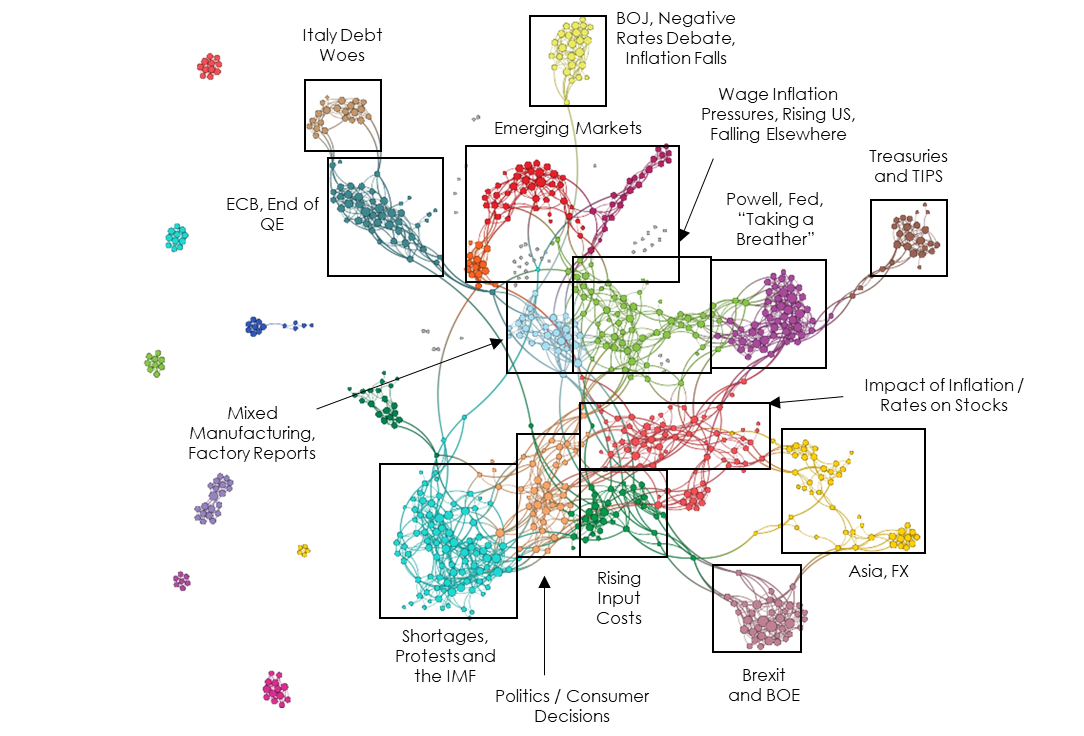 Italy Debt
Woes
BOJ, Negative
Rates Debate,
Inflation Falls
Emerging Markets
Wage Inflation
Pressures, Rising US,
Falling Elsewhere
Treasuries
and TIPS
ECB, End of
QE
Powell, Fed,
“Taking a
Breather”
Mixed
Manufacturing,
Factory Reports
Impact of Inflation /
Rates on Stocks
Asia, FX
Rising
Input
Costs
Shortages,
Protests and
the IMF
Politics / Consumer
Decisions
Brexit
and BOE